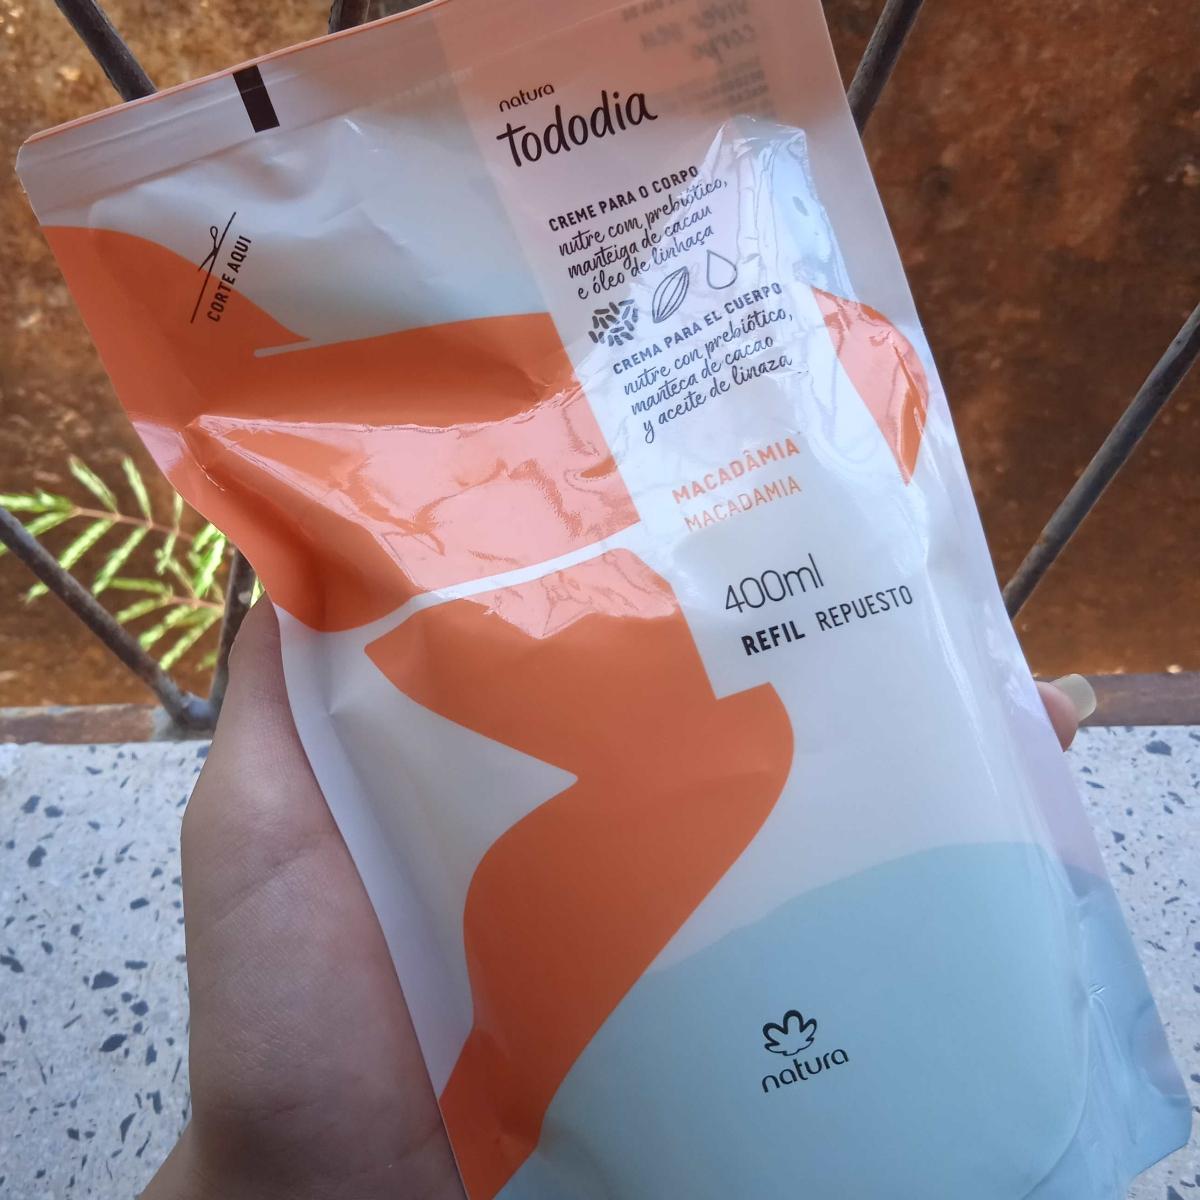 natura
tododia
CREME PARA O CORPO
nutre com prebiótico,
manteiga de cacau
e óleo de linhaça
CREMA PARA EL CUERPO
nutre con prebiótico,
manteca de cacao
y aceite de linaza
MACADÂMIA
MACADAMIA
400ml
REFIL REPUESTO
CORTE AQUI
natura